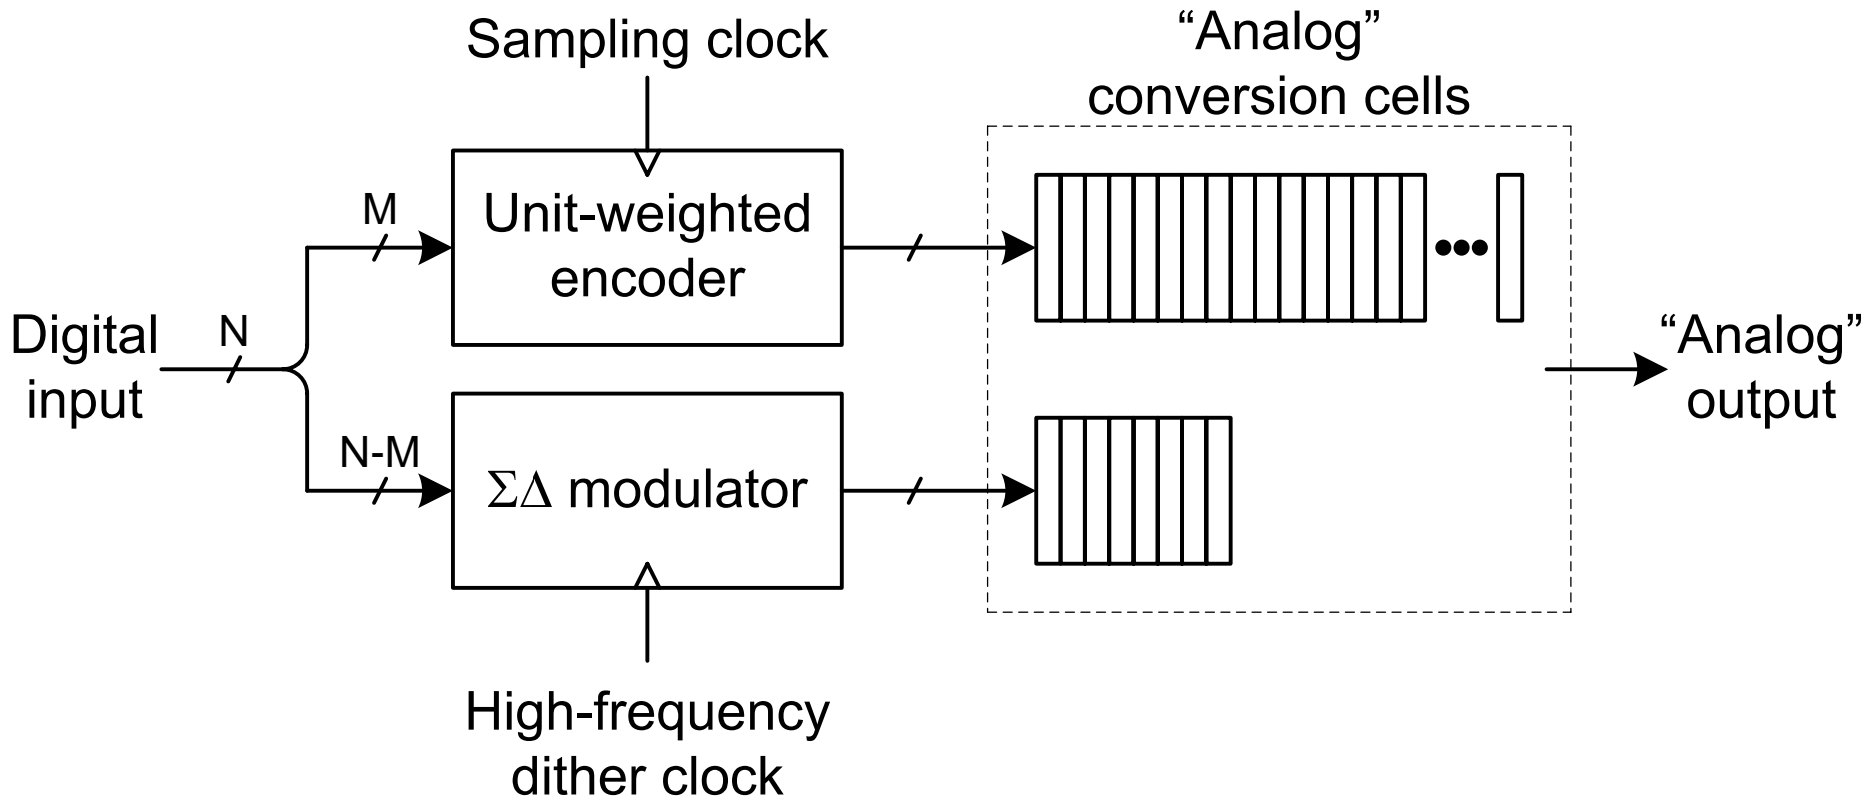 Sampling clock
“Analog”
conversion cells
M
Unit-weighted
encoder
Digital
input
N
“Analog”
output
N-M
ΣΔ modulator
High-frequency
dither clock